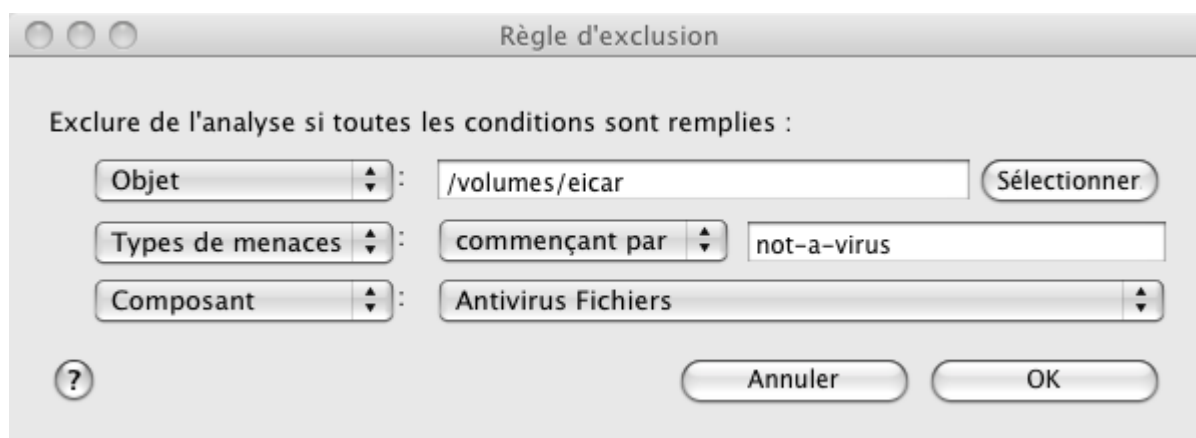 Règle d'exclusion
Exclure de l'analyse si toutes les conditions sont remplies :
Objet : /volumes/eicar Sélectionner
Types de menaces : commençant par not-a-virus
Composant : Antivirus Fichiers
? Annuler OK